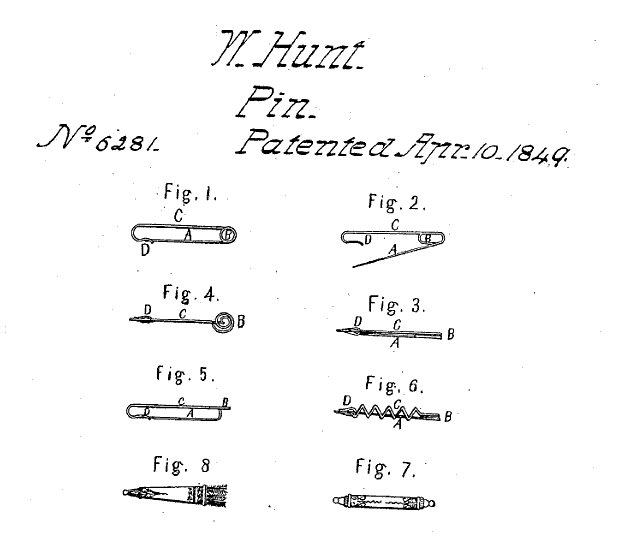 W. Hunt.
Pin.
No 6281. Patented Apr. 10. 1849.
Fig. 1. Fig. 2.
C C
A B D B
D A
Fig. 4. Fig. 3.
D C B D C B
A
Fig. 5. Fig. 6.
C B D C B
D A A
Fig. 8 Fig. 7.